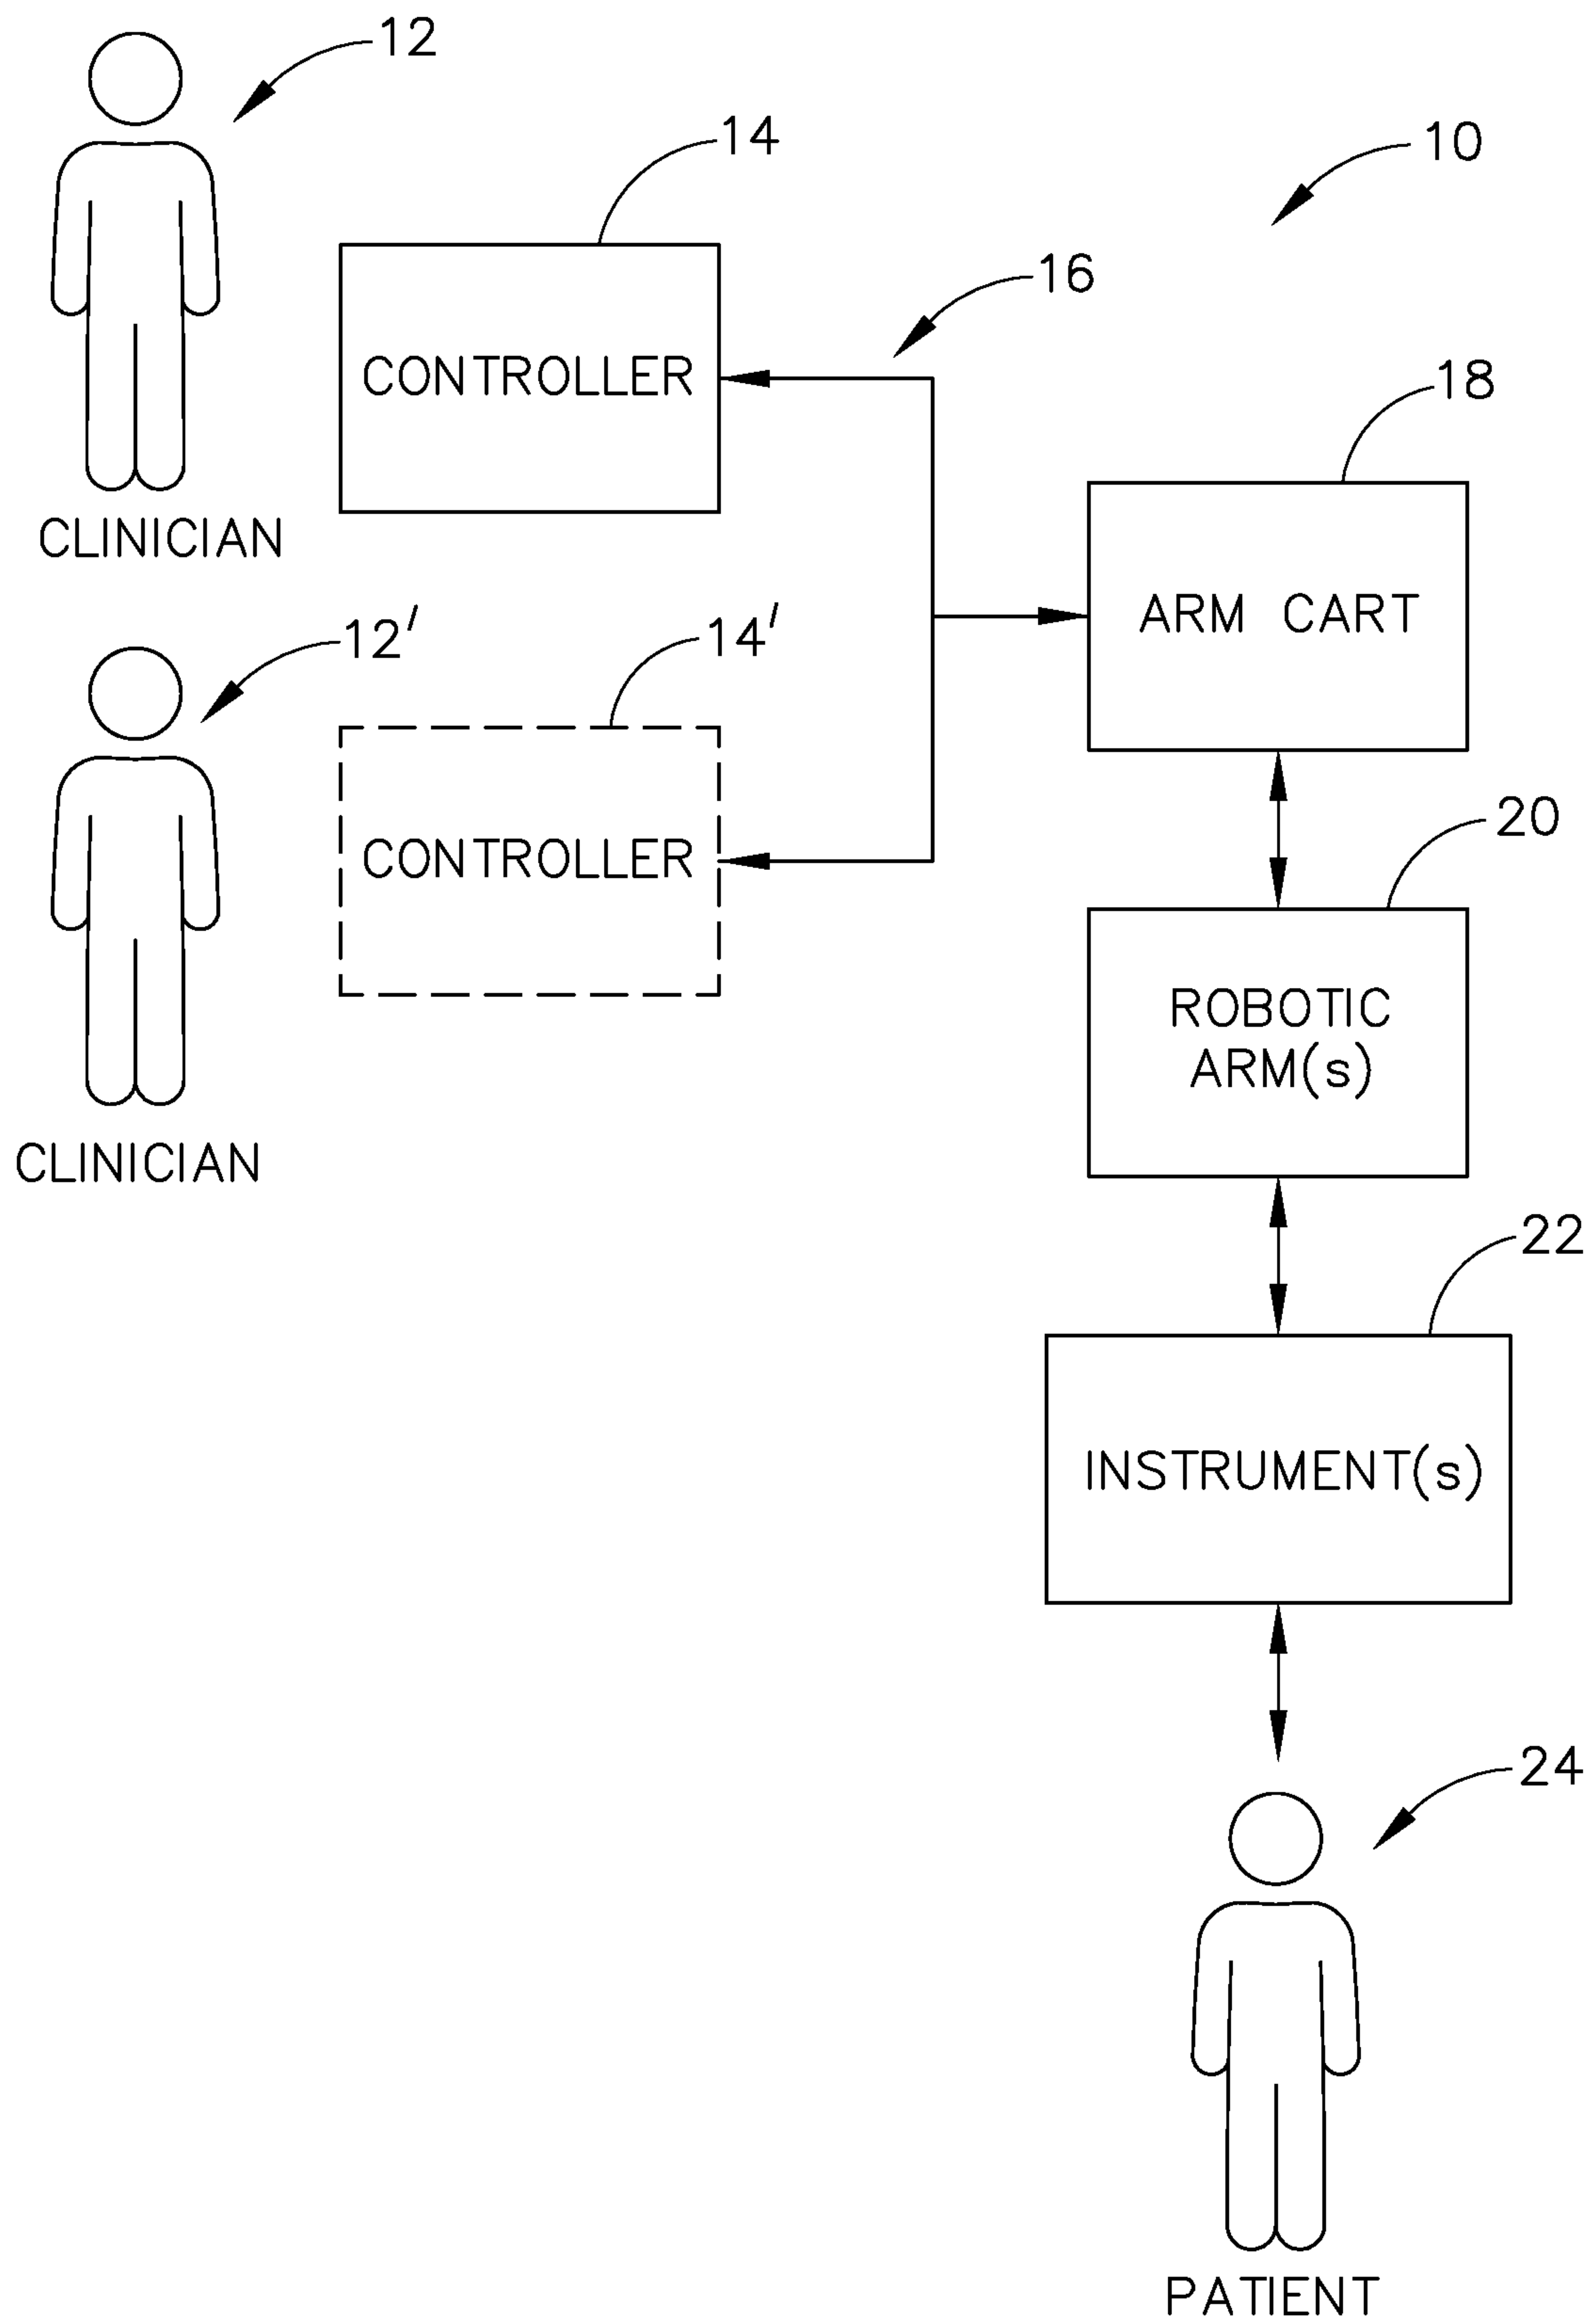 12
14
10
16
CONTROLLER
18
CLINICIAN
ARM CART
12'
14'
20
CONTROLLER
ROBOTIC
ARM(s)
CLINICIAN
22
INSTRUMENT(s)
24
PATIENT